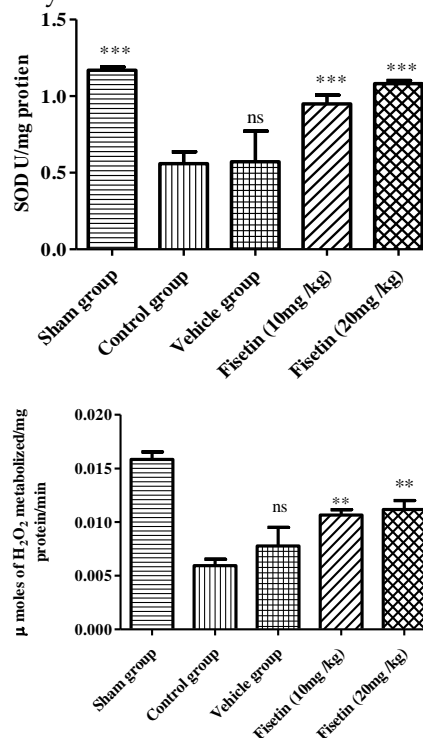 y
***
ns
***
***
1.5
1.0
0.5
0.0
SOD U/mg protien
Sham group
Control group
Vehicle group
Fisetin (10mg /kg)
Fisetin (20mg /kg)
0.020
0.015
0.010
0.005
0.000
ns
**
**
μ moles of H₂O₂ metabolized/mg
protein/min
Sham group
Control group
Vehicle group
Fisetin (10mg /kg)
Fisetin (20mg /kg)